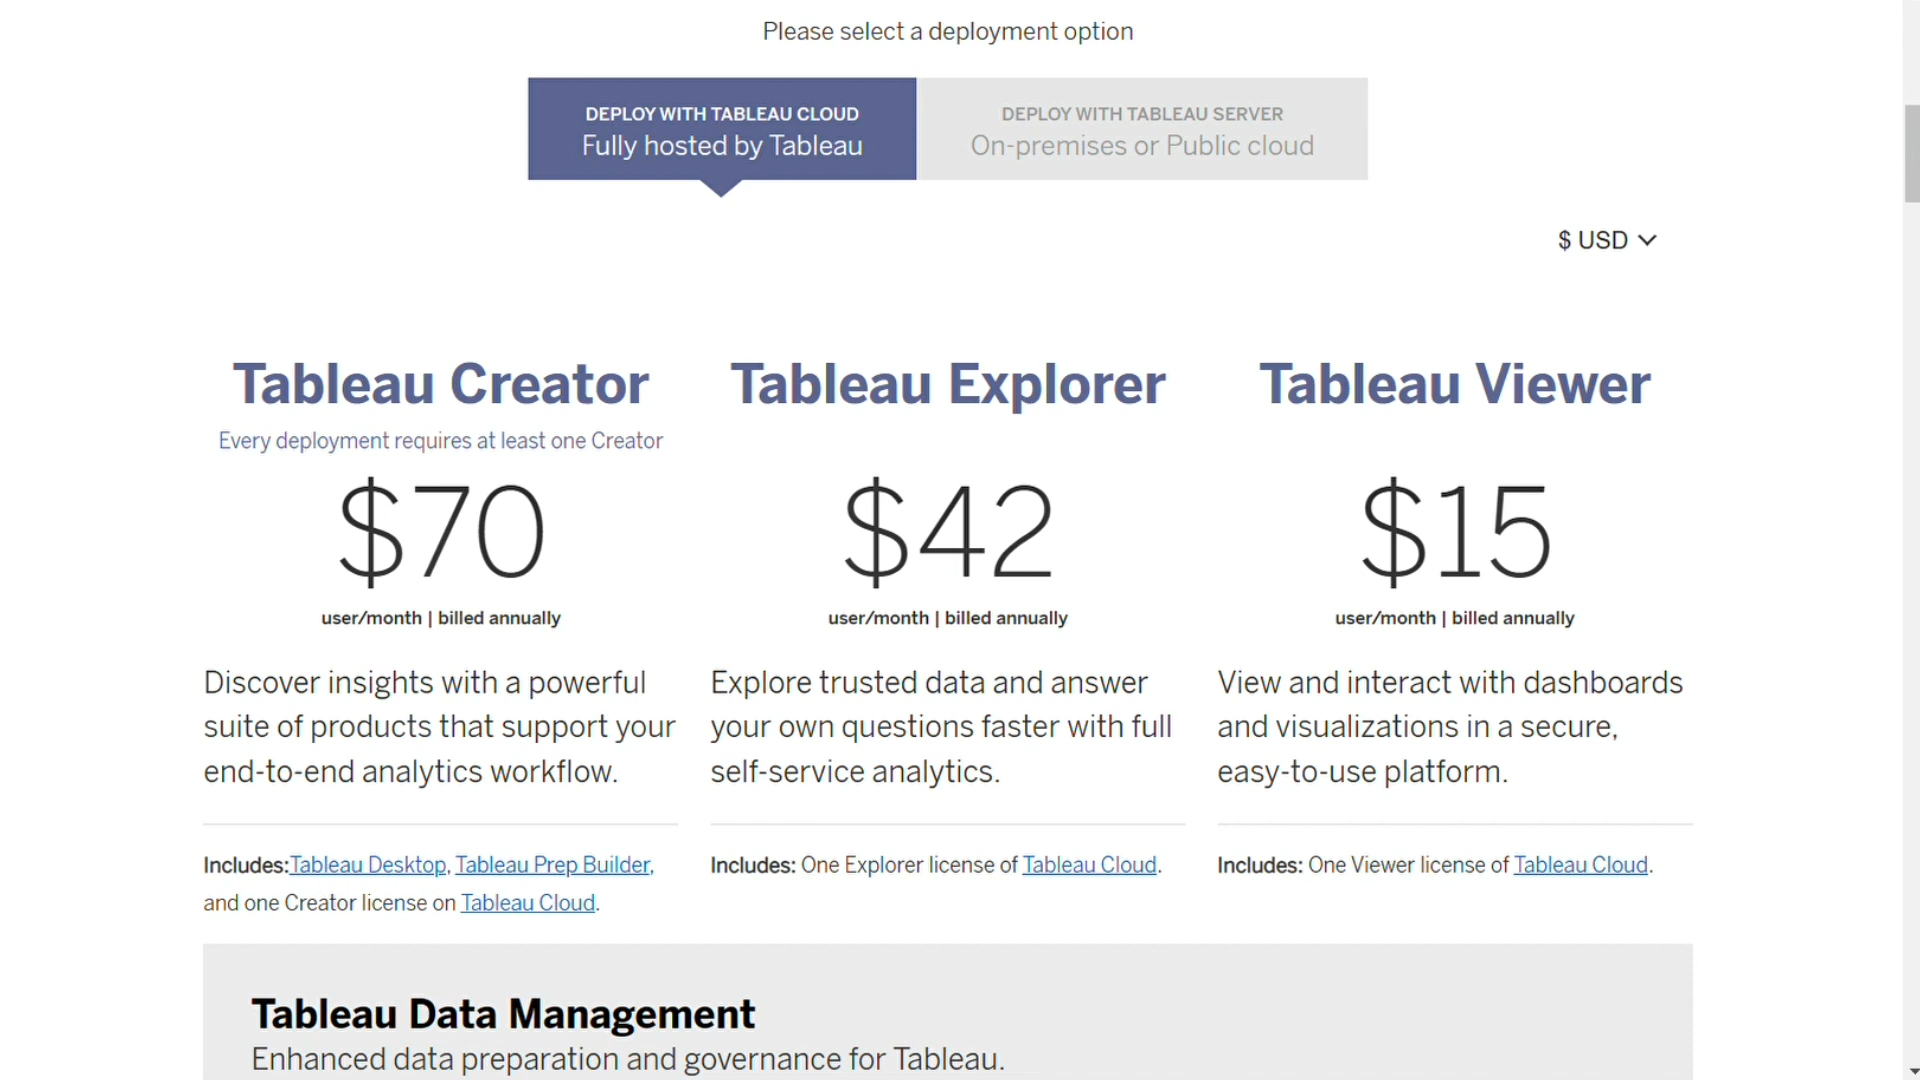 Please select a deployment option
DEPLOY WITH TABLEAU CLOUD
Fully hosted by Tableau
DEPLOY WITH TABLEAU SERVER
On-premises or Public cloud
$ USD
Tableau Creator
Every deployment requires at least one Creator
$70
user/month | billed annually
Discover insights with a powerful
suite of products that support your
end-to-end analytics workflow.
Includes:Tableau Desktop, Tableau Prep Builder,
and one Creator license on Tableau Cloud.
Tableau Explorer
$42
user/month | billed annually
Explore trusted data and answer
your own questions faster with full
self-service analytics.
Includes: One Explorer license of Tableau Cloud.
Tableau Viewer
$15
user/month | billed annually
View and interact with dashboards
and visualizations in a secure,
easy-to-use platform.
Includes: One Viewer license of Tableau Cloud.
Tableau Data Management
Enhanced data preparation and governance for Tableau.